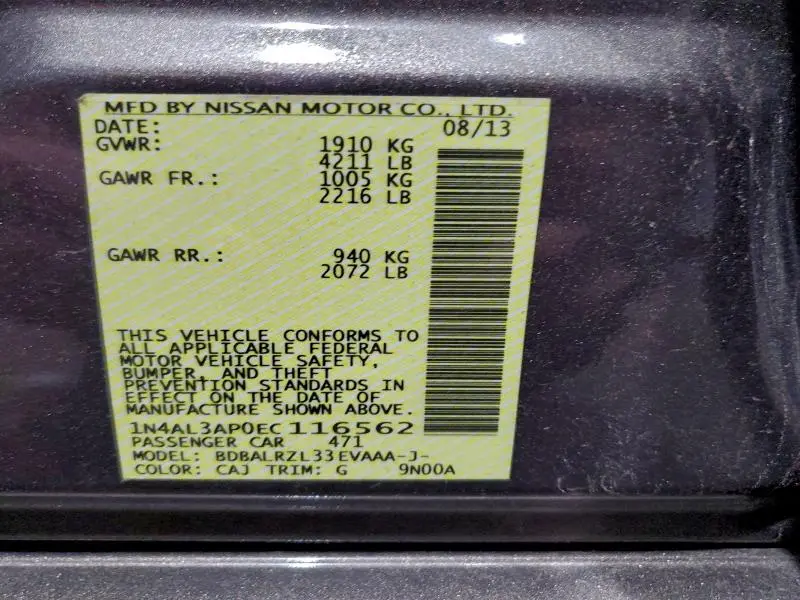 MFD BY NISSAN MOTOR CO., LTD.
DATE: 08/13
GVWR: 1910 KG
4211 LB
GAWR FR.: 1005 KG
2216 LB
GAWR RR.: 940 KG
2072 LB
THIS VEHICLE CONFORMS TO
ALL APPLICABLE FEDERAL
MOTOR VEHICLE SAFETY,
BUMPER, AND THEFT
PREVENTION STANDARDS IN
EFFECT ON THE DATE OF
MANUFACTURE SHOWN ABOVE.
1N4AL3AP0EC 116562
PASSENGER CAR 471
MODEL: BDBALRZL33EVAAA-J-
COLOR: CAJ TRIM: G 9N00A